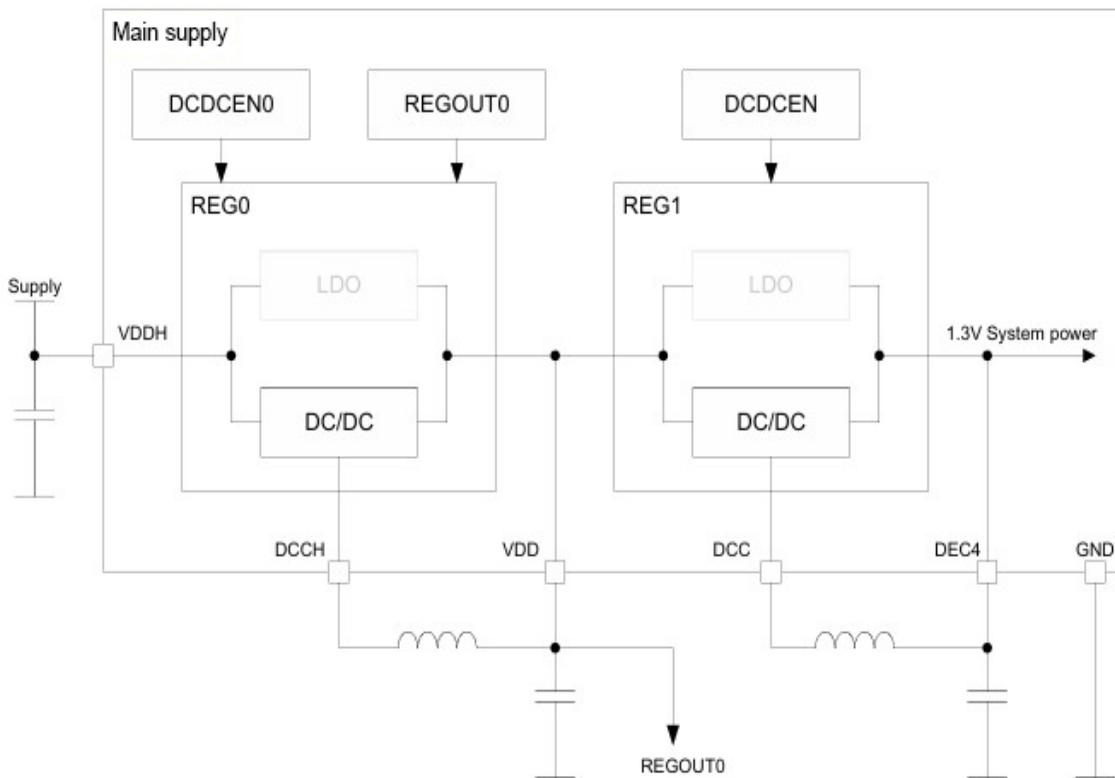 Main supply
DCDCEN0
REGOUT0
DCDCEN
REG0
REG1
LDO
LDO
Supply
VDDH
1.3V System power
DC/DC
DC/DC
DCCH
VDD
DCC
DEC4
GND
REGOUT0